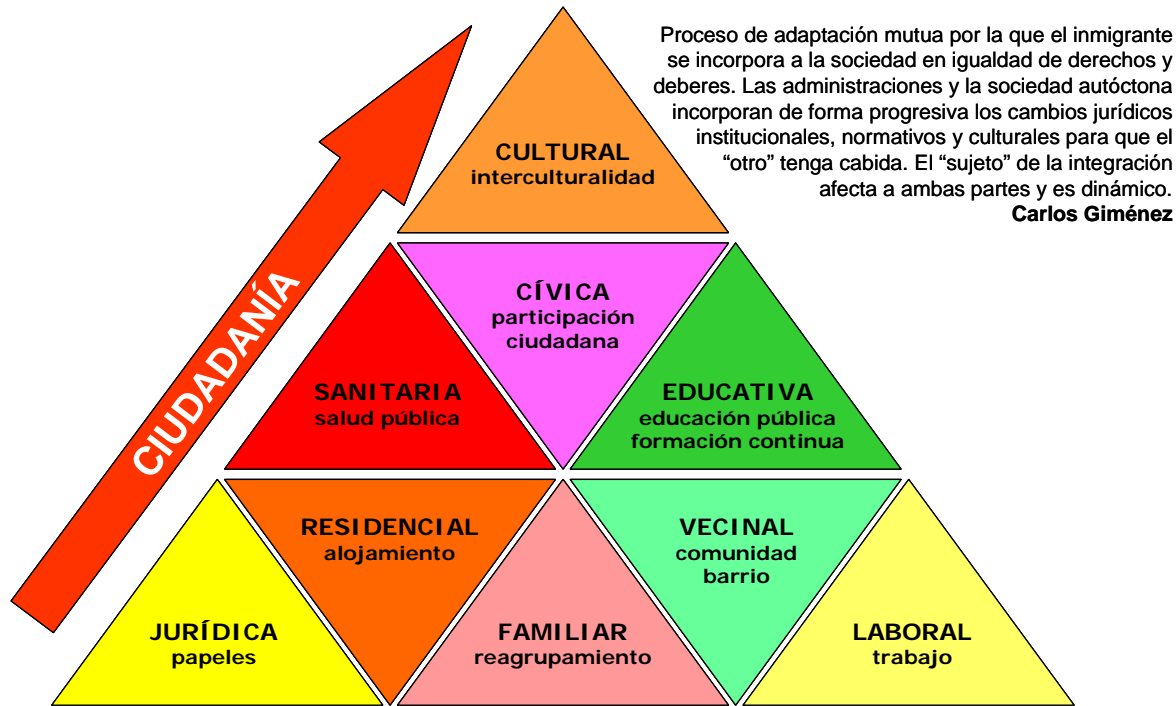 Proceso de adaptación mutua por la que el inmigrante
se incorpora a la sociedad en igualdad de derechos y
deberes. Las administraciones y la sociedad autóctona
incorporan de forma progresiva los cambios jurídicos
institucionales, normativos y culturales para que el
“otro” tenga cabida. El “sujeto” de la integración
afecta a ambas partes y es dinámico.
Carlos Giménez
CIUDADANÍA
CULTURAL
interculturalidad
CÍVICA
participación
ciudadana
SANITARIA
salud pública
EDUCATIVA
educación pública
formación continua
RESIDENCIAL
alojamiento
VECINAL
comunidad
barrio
JURÍDICA
papeles
FAMILIAR
reagrupamiento
LABORAL
trabajo